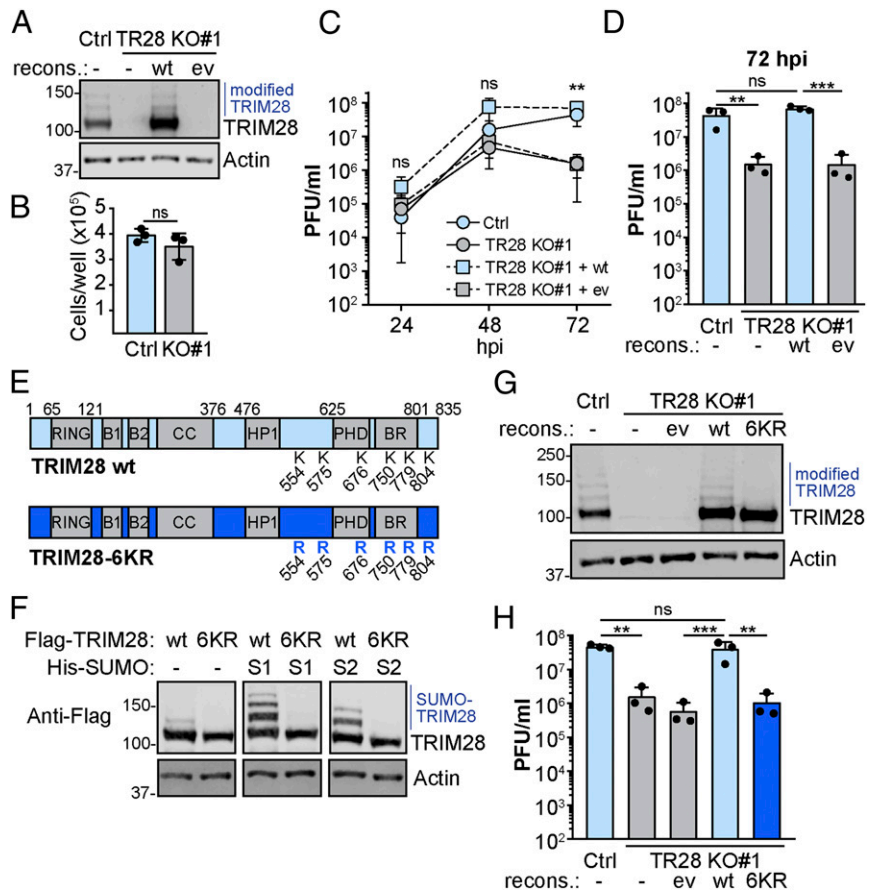 A
Ctrl TR28 KO#1
recons.: - - wt ev
150-
modified
TRIM28
100-
TRIM28
37-
Actin
B
Cells/well (x10⁵)
4
3
2
1
ns
Ctrl KO#1
C
PFU/ml
10⁸
10⁷
10⁶
10⁵
10⁴
10³
10²
ns
ns
**
Ctrl
TR28 KO#1
TR28 KO#1 + wt
TR28 KO#1 + ev
24 48 72
hpi
D
72 hpi
PFU/ml
10⁸
10⁷
10⁶
10⁵
10⁴
10³
10²
ns
** ***
Ctrl TR28 KO#1
recons.: - - wt ev
E
1 65 121 376 476 625 801 835
RING B1 B2 CC HP1 PHD BR
K K K K K K
TRIM28 wt
554 575 676 750 779 804
RING B1 B2 CC HP1 PHD BR
R R R R R R
TRIM28-6KR
554 575 676 750 779 804
F
Flag-TRIM28: wt 6KR wt 6KR wt 6KR
His-SUMO: - - S1 S1 S2 S2
150-
SUMO-
TRIM28
Anti-Flag
100-
TRIM28
37-
Actin
G
Ctrl TR28 KO#1
recons.: - - ev wt 6KR
250-
150-
modified
TRIM28
100-
TRIM28
37-
Actin
H
PFU/ml
10⁸
10⁷
10⁶
10⁵
10⁴
10³
10²
ns
** *** **
Ctrl TR28 KO#1
recons.: - - ev wt 6KR